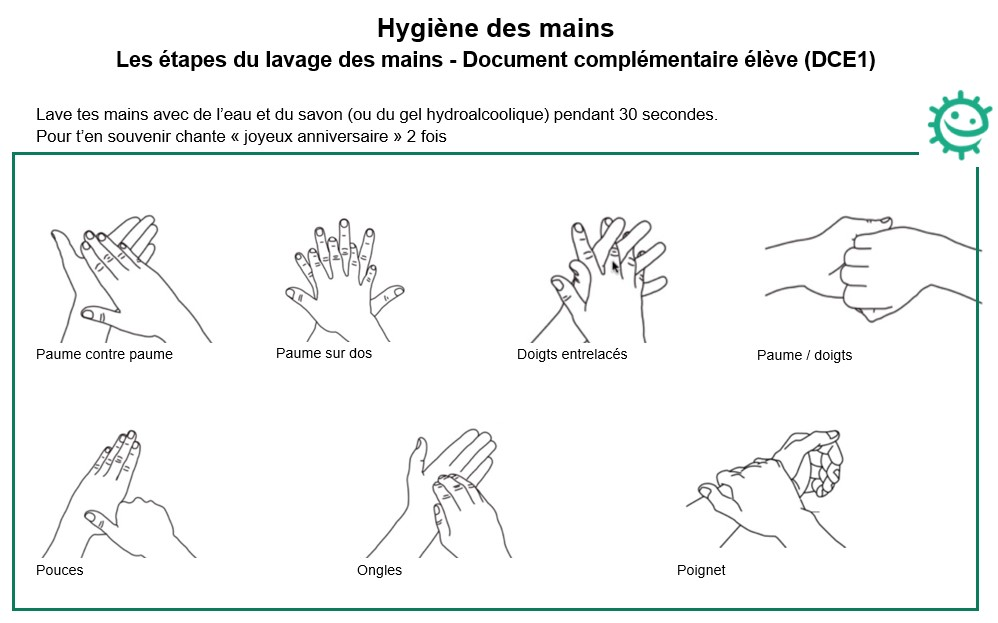 Hygiène des mains
Les étapes du lavage des mains - Document complémentaire élève (DCE1)
Lave tes mains avec de l’eau et du savon (ou du gel hydroalcoolique) pendant 30 secondes.
Pour t’en souvenir chante « joyeux anniversaire » 2 fois
Paume contre paume
Paume sur dos
Doigts entrelacés
Paume / doigts
Pouces
Ongles
Poignet